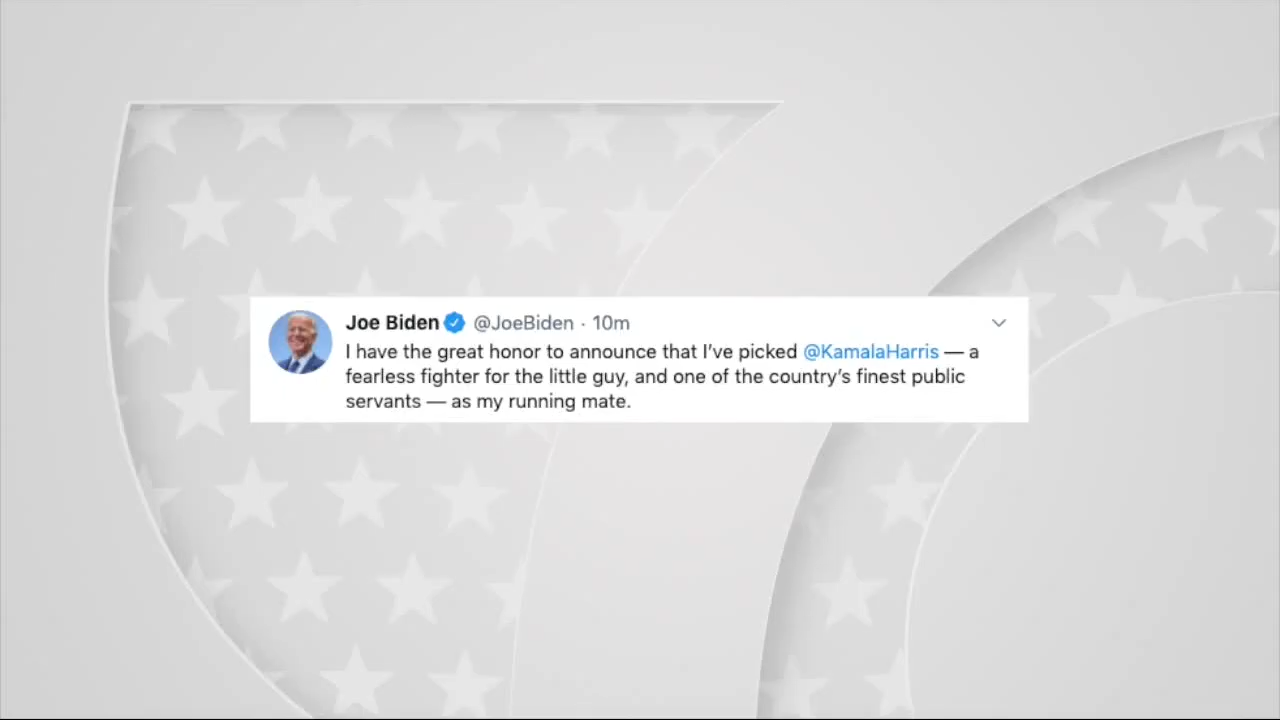 Joe Biden @JoeBiden · 10m
I have the great honor to announce that I’ve picked @KamalaHarris — a
fearless fighter for the little guy, and one of the country’s finest public
servants — as my running mate.